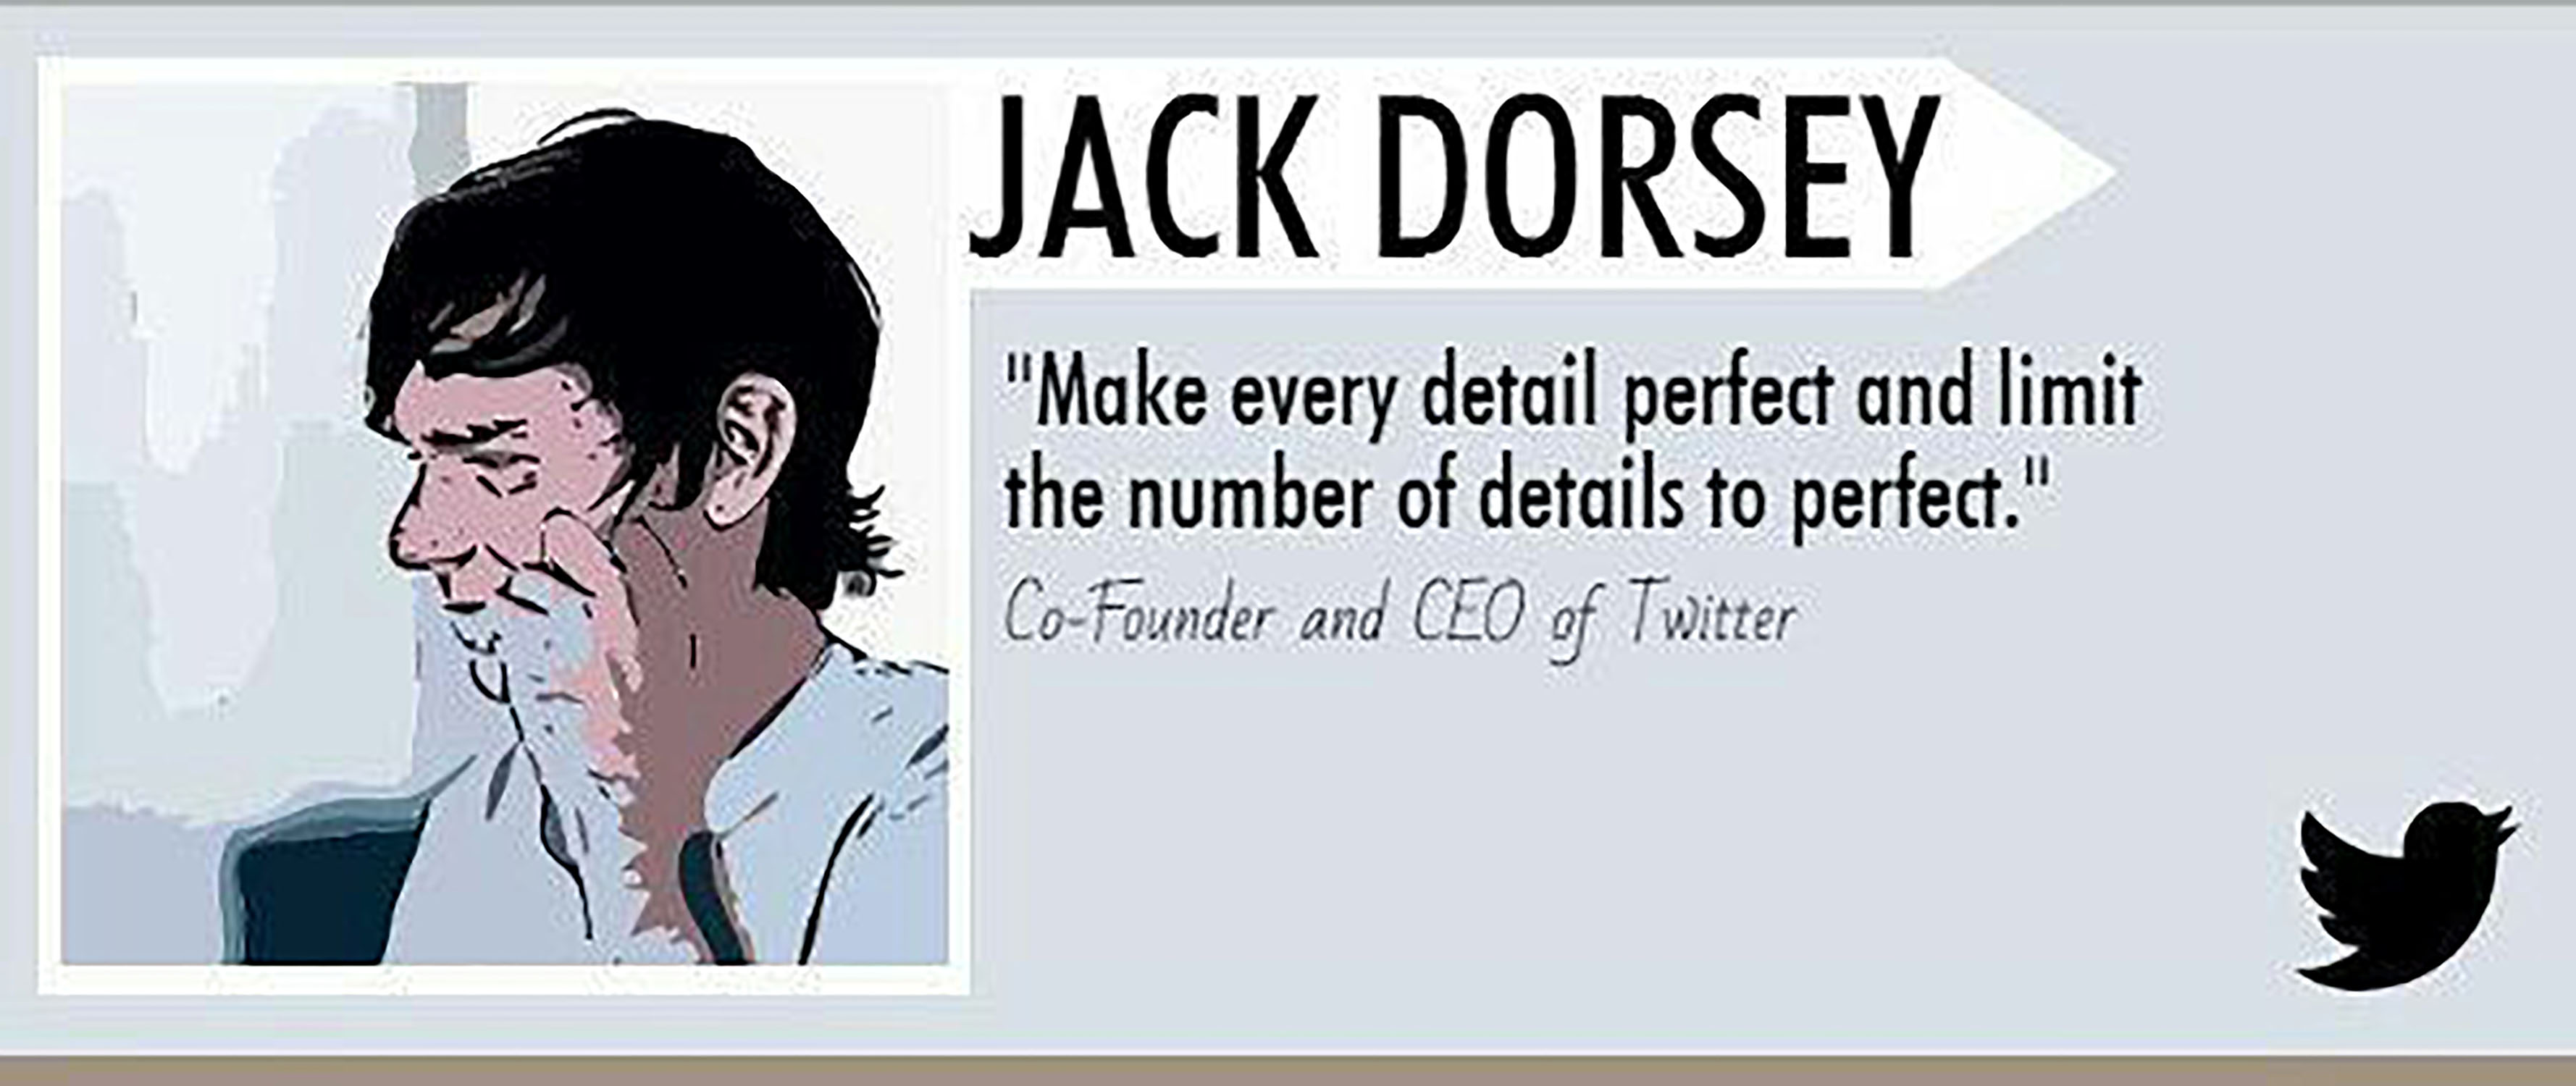 JACK DORSEY
"Make every detail perfect and limit
the number of details to perfect."
Co-Founder and CEO of Twitter